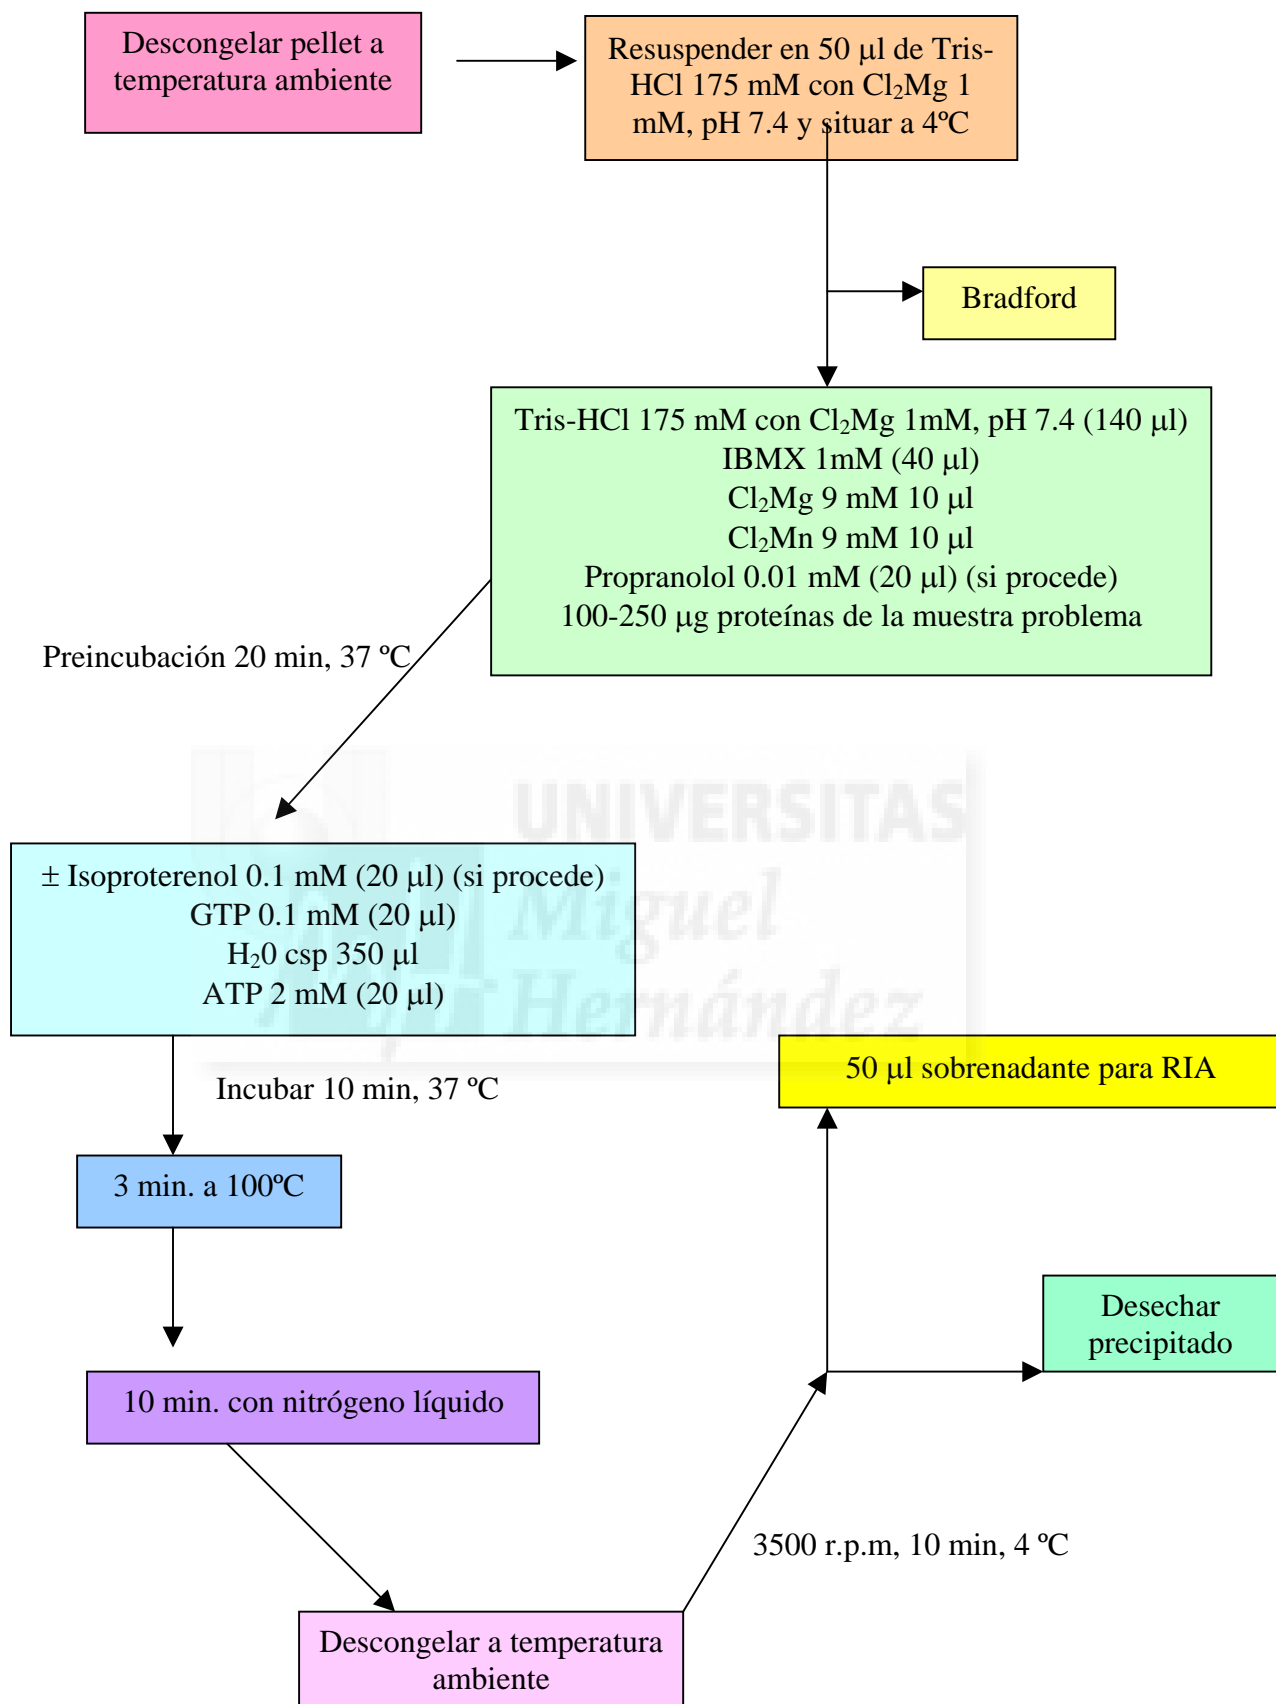 Descongelar pellet a
temperatura ambiente
Resuspender en 50 µl de Tris-
HCl 175 mM con Cl₂Mg 1
mM, pH 7.4 y situar a 4ºC
Bradford
Tris-HCl 175 mM con Cl₂Mg 1mM, pH 7.4 (140 µl)
IBMX 1mM (40 µl)
Cl₂Mg 9 mM 10 µl
Cl₂Mn 9 mM 10 µl
Propranolol 0.01 mM (20 µl) (si procede)
100-250 µg proteínas de la muestra problema
Preincubación 20 min, 37 ºC
UNIVERSITAS
Miguel
Hernández
± Isoproterenol 0.1 mM (20 µl) (si procede)
GTP 0.1 mM (20 µl)
H₂0 csp 350 µl
ATP 2 mM (20 µl)
Incubar 10 min, 37 ºC
50 µl sobrenadante para RIA
3 min. a 100ºC
Desechar
precipitado
10 min. con nitrógeno líquido
3500 r.p.m, 10 min, 4 ºC
Descongelar a temperatura
ambiente